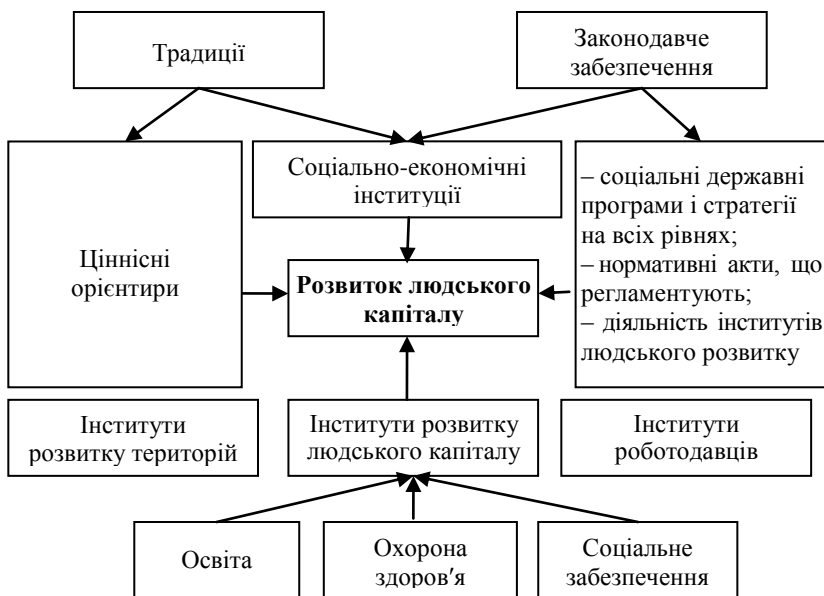 Традиції
Законодавче
забезпечення
Ціннісні
орієнтири
Соціально-економічні
інституції
– соціальні державні
програми і стратегії
на всіх рівнях;
– нормативні акти, що
регламентують;
– діяльність інститутів
людського розвитку
Розвиток людського
капіталу
Інститути
розвитку територій
Інститути розвитку
людського капіталу
Інститути
роботодавців
Освіта
Охорона
здоров′я
Соціальне
забезпечення